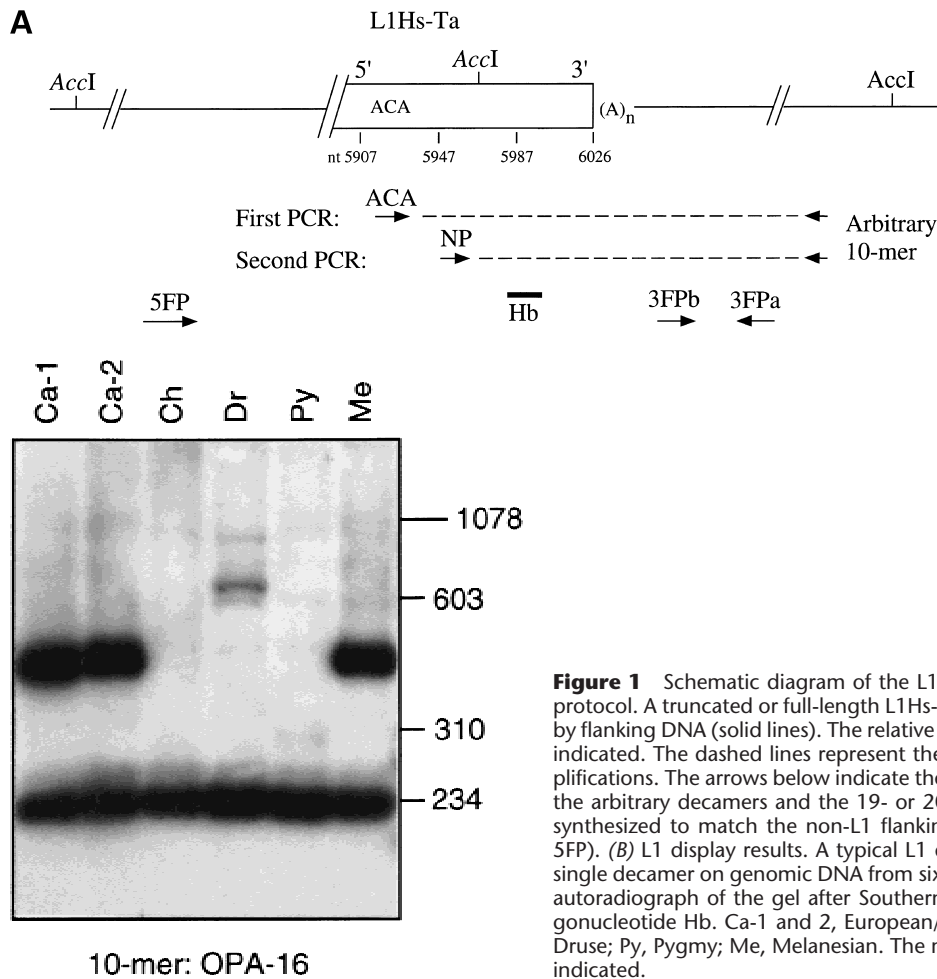 A
L1Hs-Ta
AccI
5'
AccI
3'
AccI
ACA
(A)n
nt 5907
5947
5987
6026
First PCR:
ACA
Arbitrary
10-mer
Second PCR:
NP
5FP
Hb
3FPb
3FPa
Ca-1
Ca-2
Ch
Dr
Py
Me
1078
603
310
234
10-mer: OPA-16
Figure 1 Schematic diagram of the L1
protocol. A truncated or full-length L1Hs-
by flanking DNA (solid lines). The relative
indicated. The dashed lines represent the
plifications. The arrows below indicate the
the arbitrary decamers and the 19- or 20
synthesized to match the non-L1 flankin
5FP). (B) L1 display results. A typical L1
single decamer on genomic DNA from six
autoradiograph of the gel after Southern
gonucleotide Hb. Ca-1 and 2, European/
Druse; Py, Pygmy; Me, Melanesian. The
indicated.